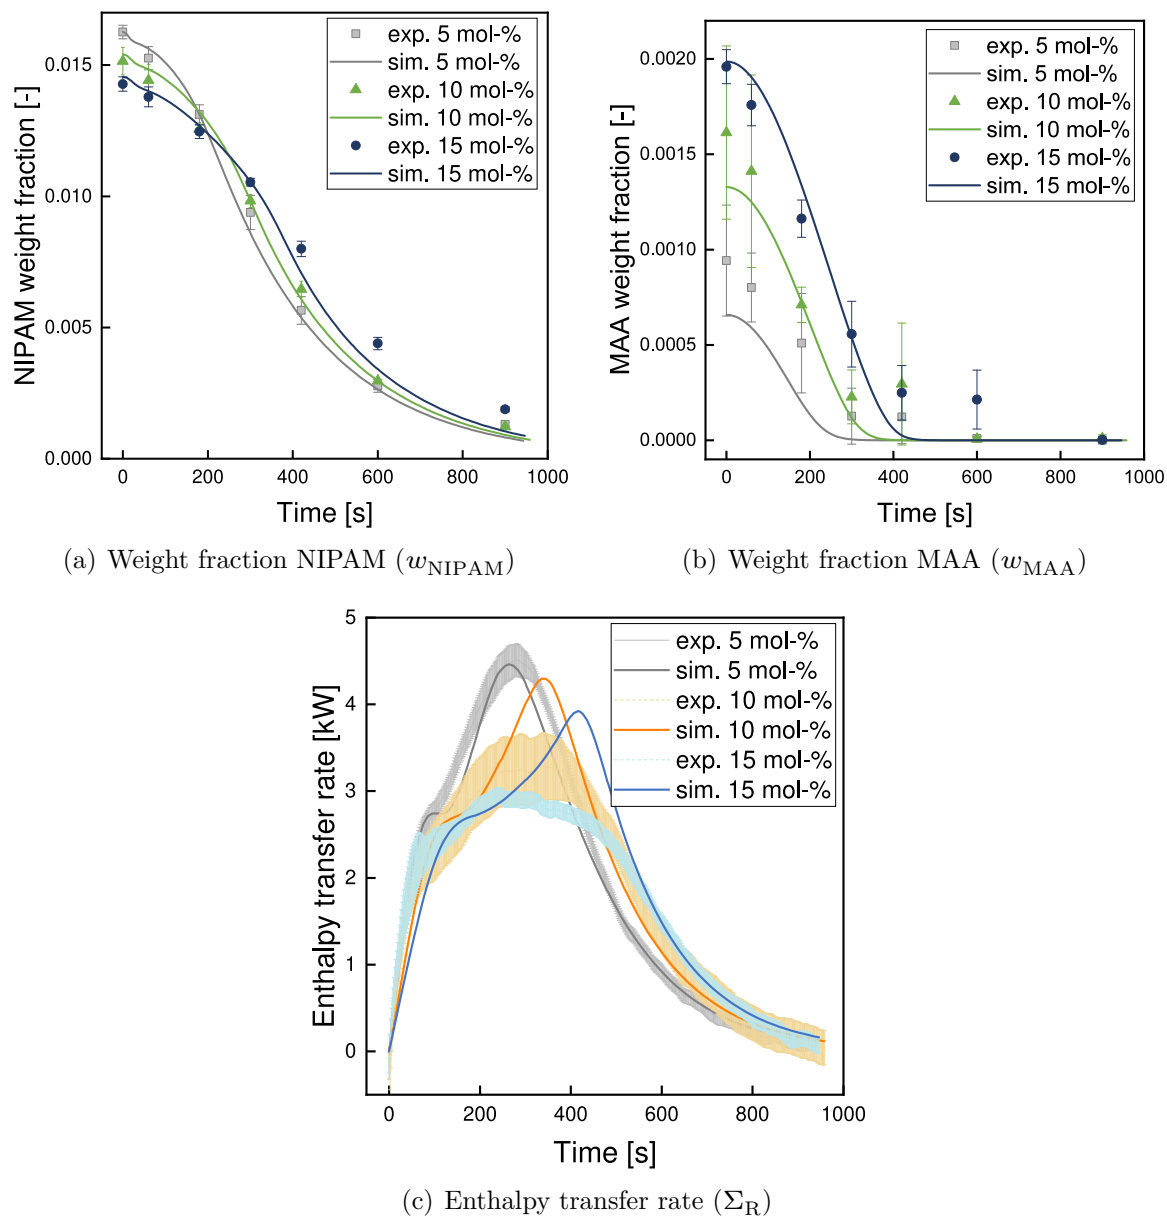 NIPAM weight fraction [-]
0.015
0.010
0.005
0.000
0 200 400 600 800 1000
Time [s]
exp. 5 mol-%
sim. 5 mol-%
exp. 10 mol-%
sim. 10 mol-%
exp. 15 mol-%
sim. 15 mol-%
(a) Weight fraction NIPAM (wNIPAM)
MAA weight fraction [-]
0.0020
0.0015
0.0010
0.0005
0.0000
0 200 400 600 800 1000
Time [s]
exp. 5 mol-%
sim. 5 mol-%
exp. 10 mol-%
sim. 10 mol-%
exp. 15 mol-%
sim. 15 mol-%
(b) Weight fraction MAA (wMAA)
Enthalpy transfer rate [kW]
5
4
3
2
1
0
0 200 400 600 800 1000
Time [s]
exp. 5 mol-%
sim. 5 mol-%
exp. 10 mol-%
sim. 10 mol-%
exp. 15 mol-%
sim. 15 mol-%
(c) Enthalpy transfer rate (ΣR)